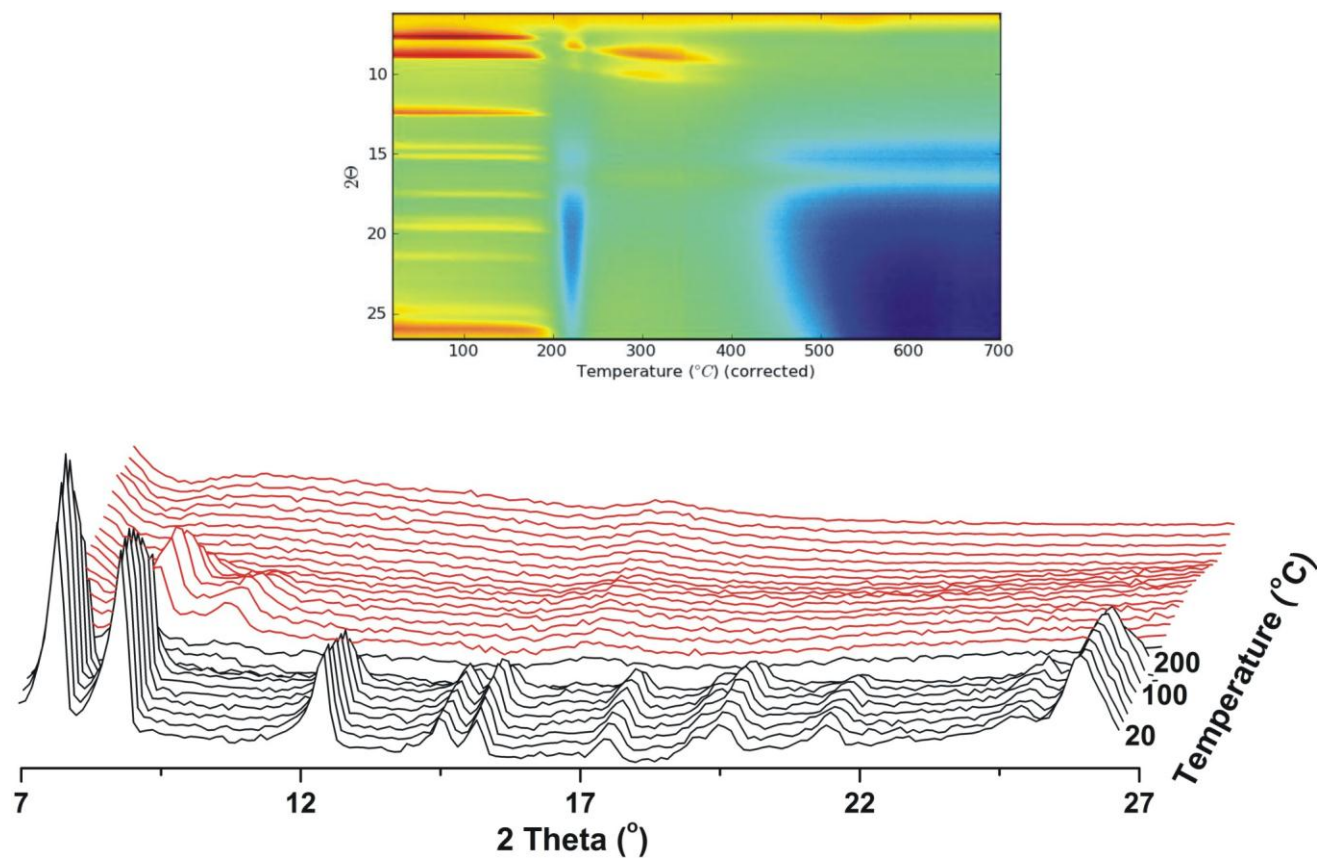 10
15
20
25
2Θ
100 200 300 400 500 600 700
Temperature (°C) (corrected)
200
100
20
Temperature (°C)
7 12 17 22 27
2 Theta (°)